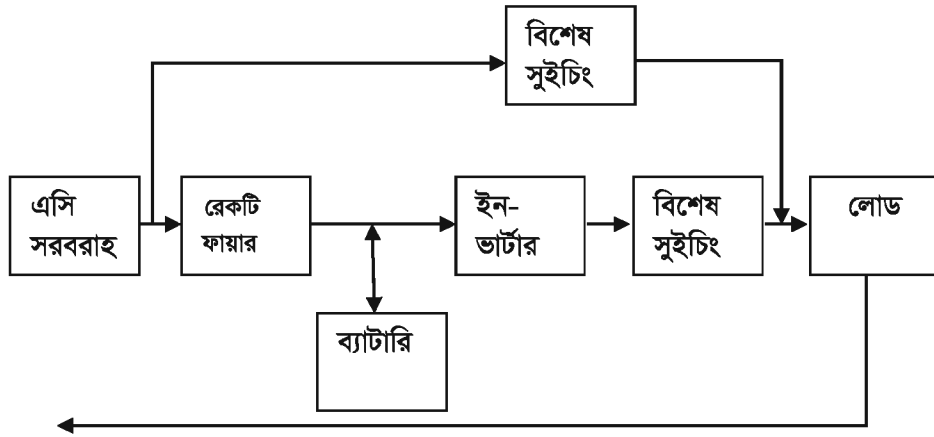 বিশেষ
সুইচিং
এসি
সরবরাহ
রেকটি
ফায়ার
ইন-
ভার্টার
বিশেষ
সুইচিং
লোড
ব্যাটারি